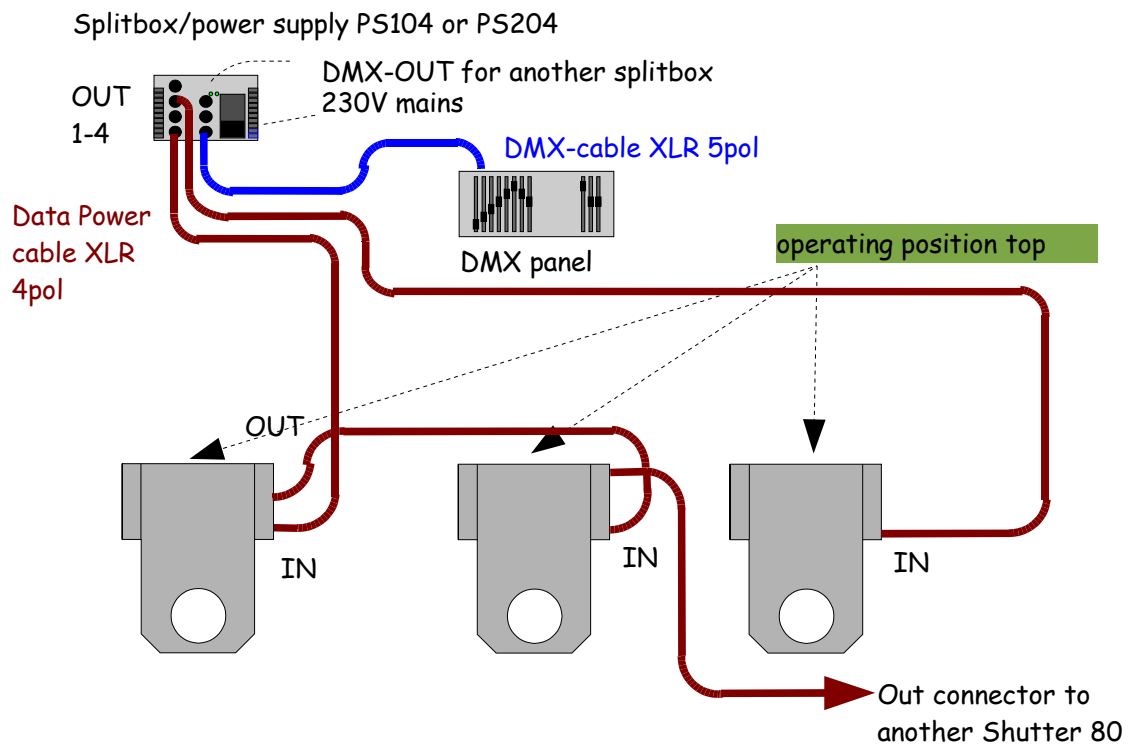 Splitbox/power supply PS104 or PS204
DMX-OUT for another splitbox
230V mains
OUT
1-4
DMX-cable XLR 5pol
Data Power
cable XLR
4pol
DMX panel
operating position top
OUT
IN
IN
IN
Out connector to
another Shutter 80